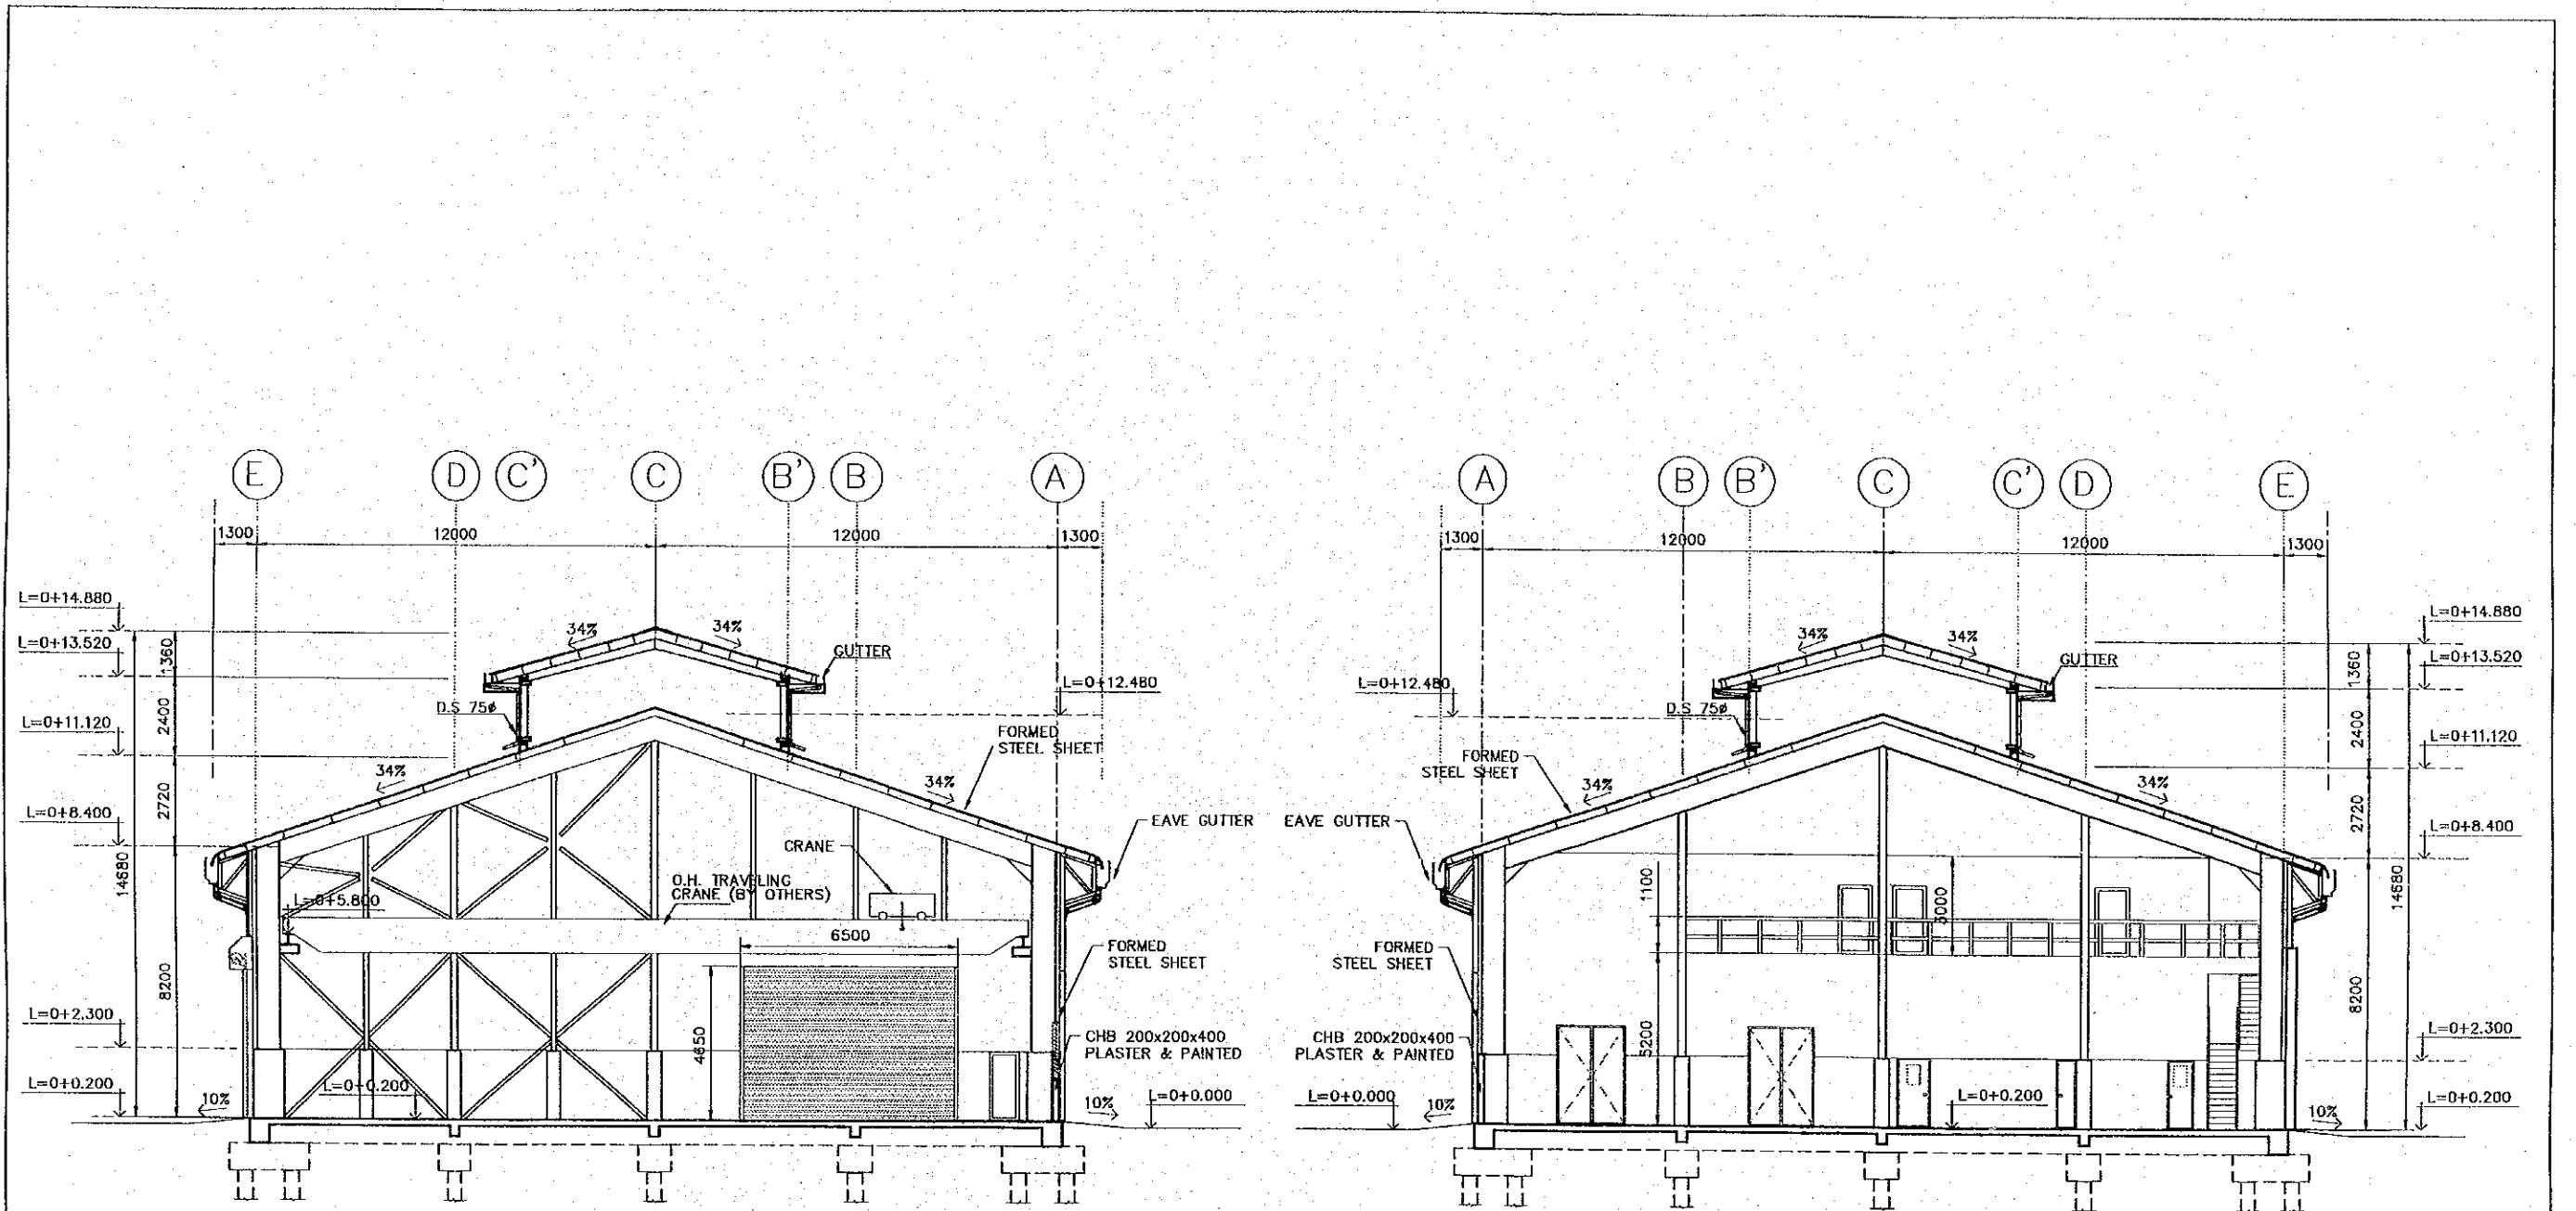 E D C' C B' B A
1300 12000 12000 1300
L=0+14.880
L=0+13.520
L=0+11.120
L=0+8.400
L=0+2.300
L=0+0.200
1360
2400
2720
8200
14680
34% 34%
GUTTER
L=0+12.480
D.S 75ø
FORMED
STEEL SHEET
34% 34%
EAVE GUTTER
CRANE
O.H. TRAVELING
CRANE (BY OTHERS)
L=0+5.800
6500
4650
FORMED
STEEL SHEET
CHB 200x200x400
PLASTER & PAINTED
L=0+0.200
10% 10%
L=0+0.000
A B B' C C' D E
1300 12000 12000 1300
34% 34%
GUTTER
L=0+12.480
D.S 75ø
FORMED
STEEL SHEET
34% 34%
EAVE GUTTER
1100
3000
FORMED
STEEL SHEET
5200
CHB 200x200x400
PLASTER & PAINTED
L=0+0.000
10%
L=0+0.200
10%
L=0+14.880
L=0+13.520
L=0+11.120
L=0+8.400
L=0+2.300
L=0+0.200
1360
2400
2720
8200
14680